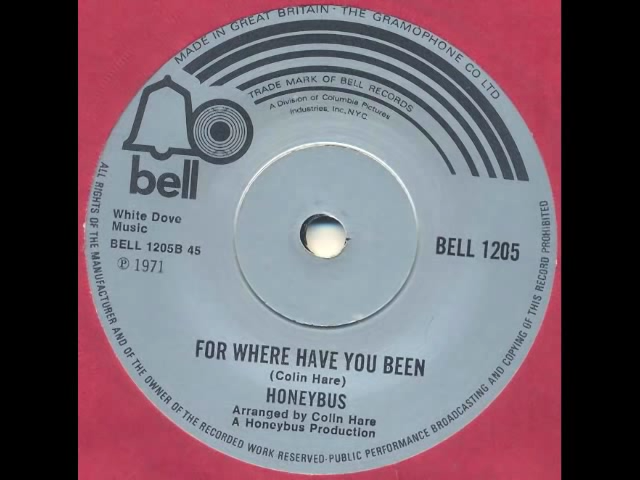 MADE IN GREAT BRITAIN · THE GRAMOPHONE CO LTD
TRADE MARK OF BELL RECORDS
A Division of Columbia Pictures
Industries, Inc, NYC
bell
White Dove
Music
BELL 1205B 45
℗ 1971
BELL 1205
FOR WHERE HAVE YOU BEEN
(Colin Hare)
HONEYBUS
Arranged by Colin Hare
A Honeybus Production
ALL RIGHTS OF THE MANUFACTURER AND OF THE OWNER OF THE RECORDED WORK RESERVED-PUBLIC PERFORMANCE BROADCASTING AND COPYING OF THIS RECORD PROHIBITED